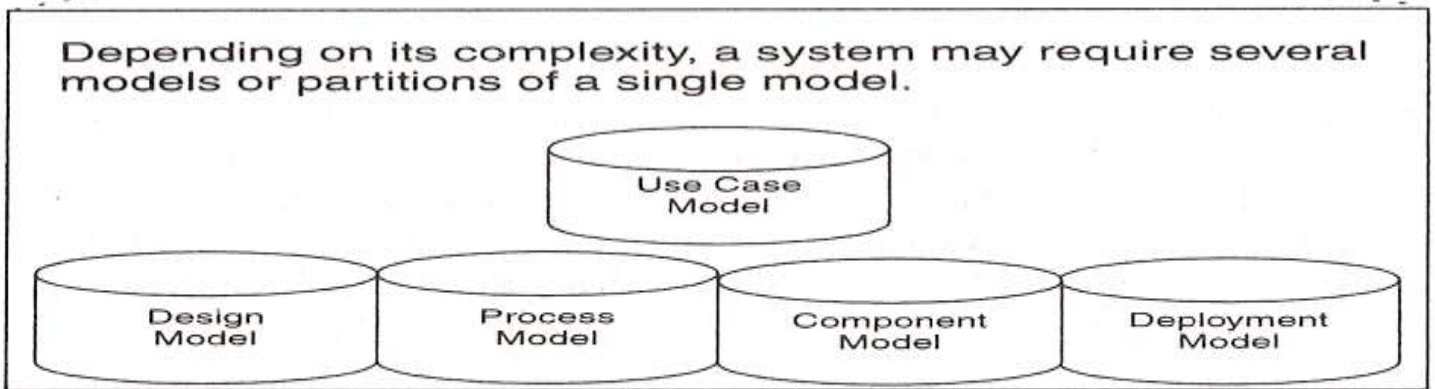 Depending on its complexity, a system may require several
models or partitions of a single model.
Use Case
Model
Design
Model
Process
Model
Component
Model
Deployment
Model